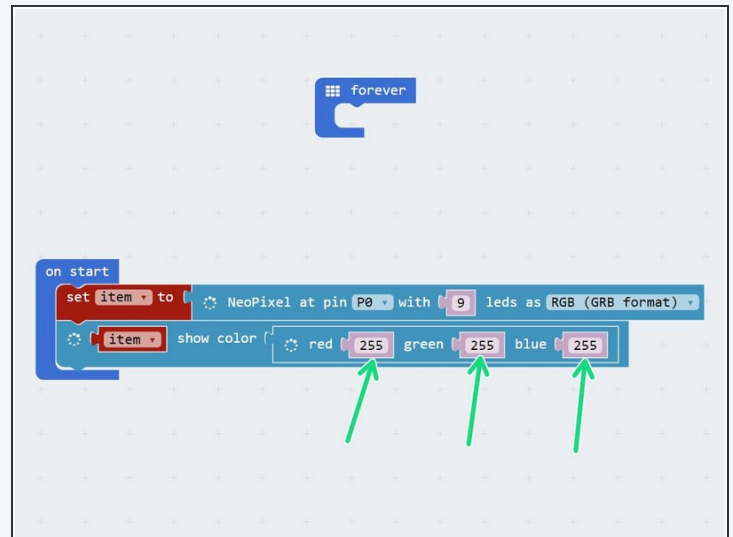 forever
on start
set item to NeoPixel at pin P0 with 9 leds as RGB (GRB format)
item show color red 255 green 255 blue 255